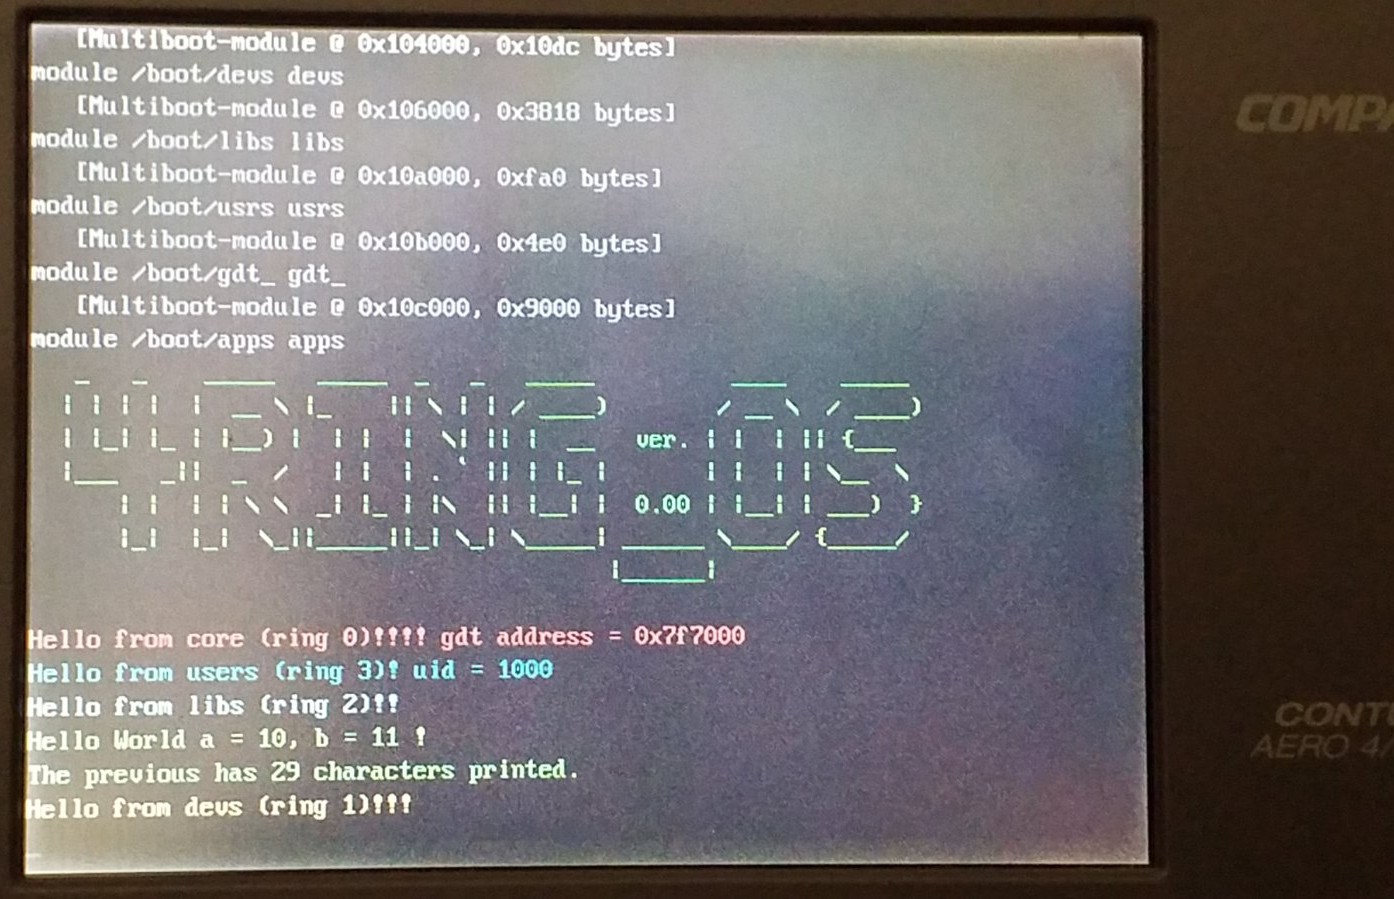 [Multiboot-module @ 0x104000, 0x10dc bytes]
module /boot/devs devs
[Multiboot-module @ 0x106000, 0x3818 bytes]
module /boot/libs libs
[Multiboot-module @ 0x10a000, 0xfa0 bytes]
module /boot/usrs usrs
[Multiboot-module @ 0x10b000, 0x4e0 bytes]
module /boot/gdt_ gdt_
[Multiboot-module @ 0x10c000, 0x9000 bytes]
module /boot/apps apps
4RING_OS
ver.
0.00
Hello from core (ring 0)!!!! gdt address = 0x7f7000
Hello from users (ring 3)! uid = 1000
Hello from libs (ring 2)!!
Hello World a = 10, b = 11 !
The previous has 29 characters printed.
Hello from devs (ring 1)!!!
COMPA
CONT
AERO 4/